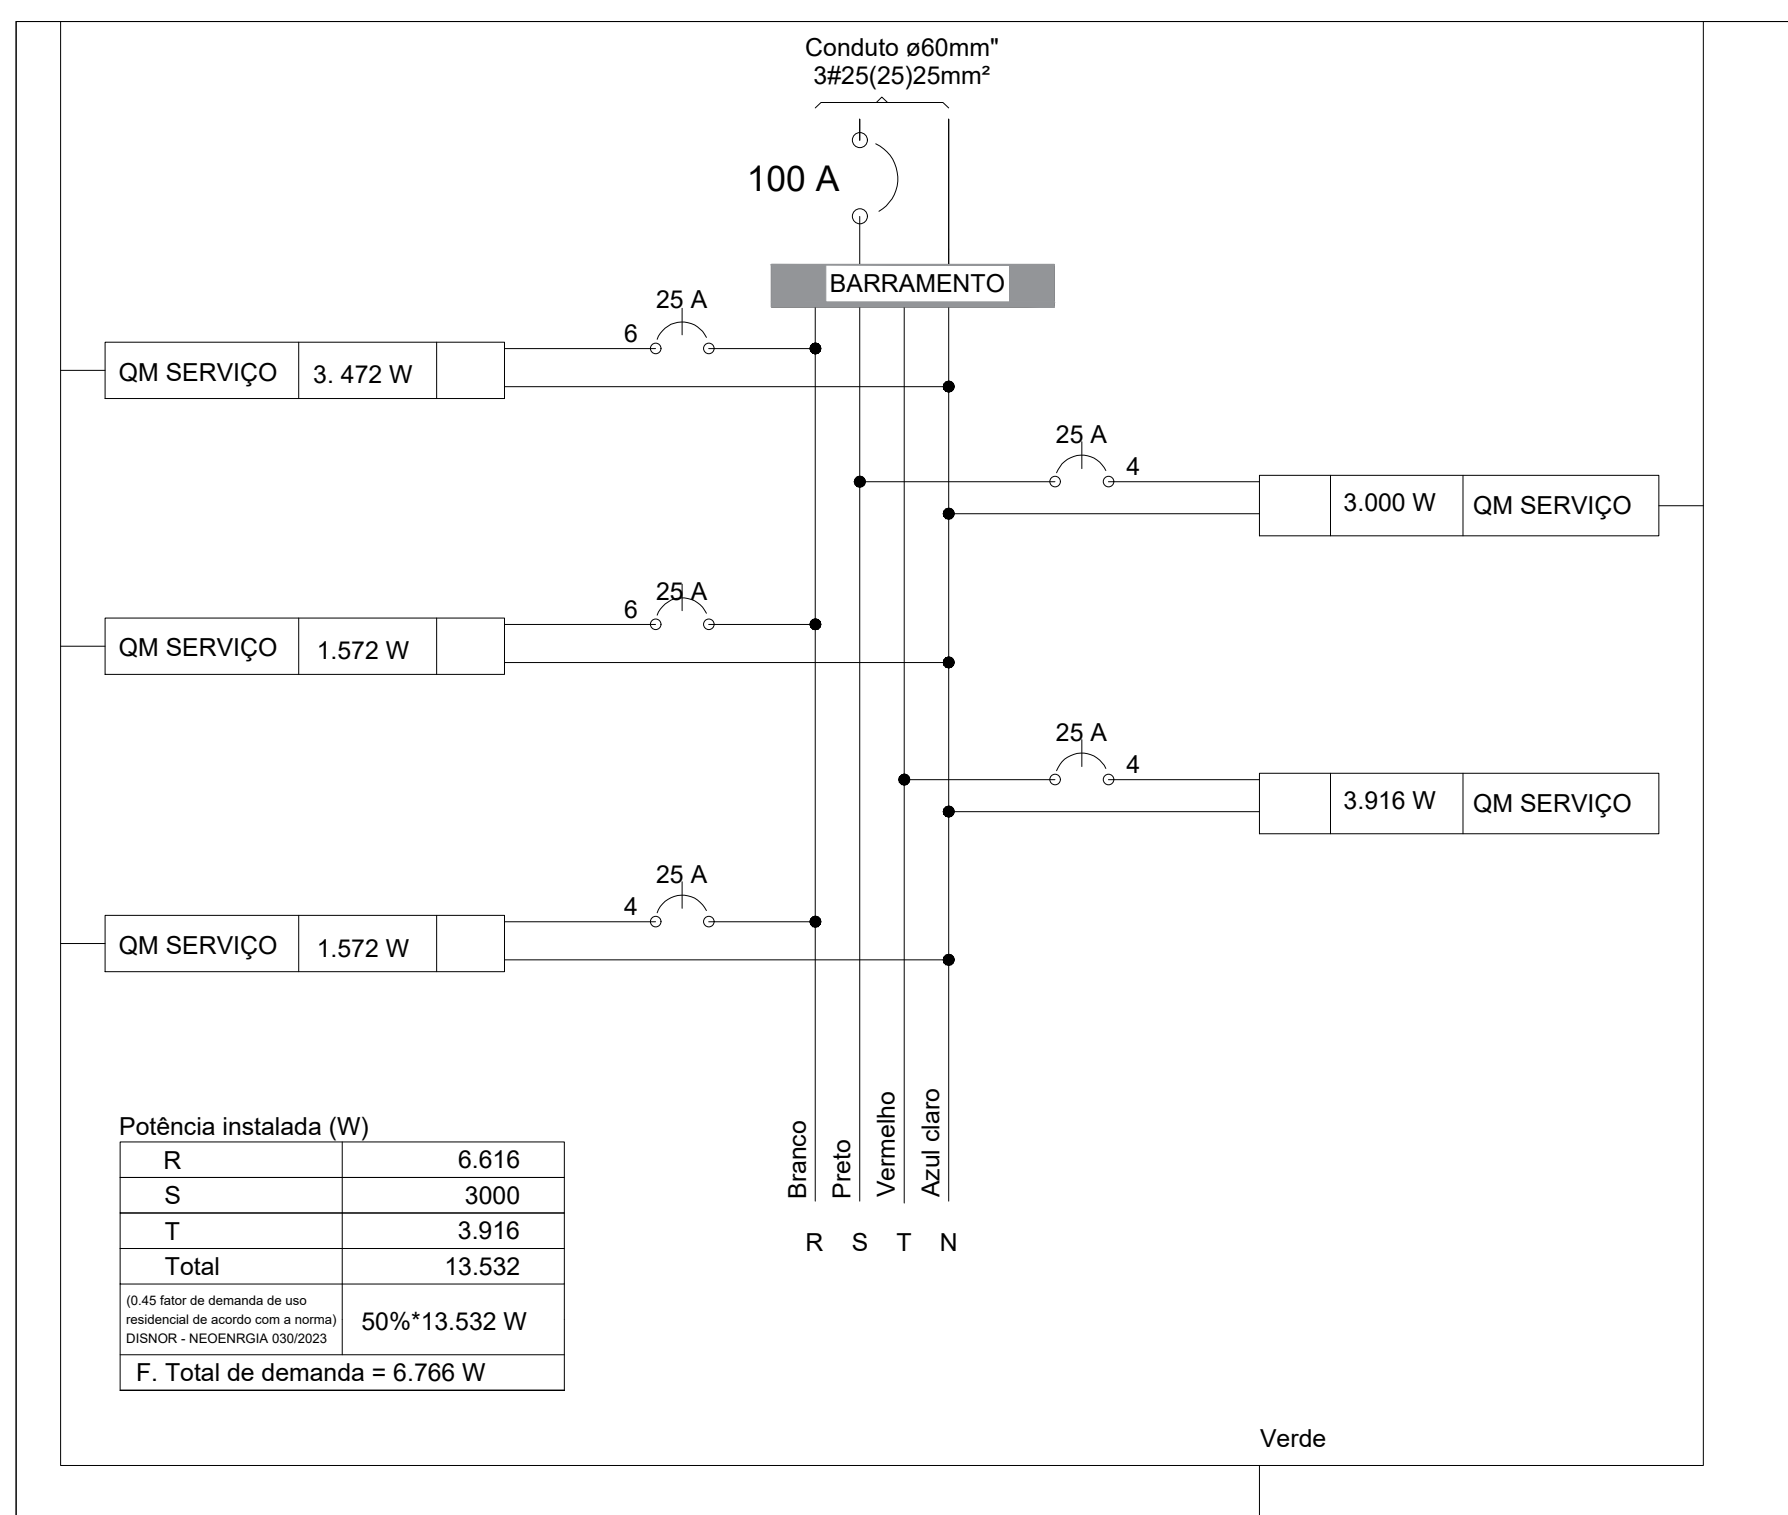 Conduto ø60mm"
3#25(25)25mm²
100 A
BARRAMENTO
25 A
6
QM SERVIÇO 3. 472 W
25 A
4
3.000 W QM SERVIÇO
25 A
6
QM SERVIÇO 1.572 W
25 A
4
3.916 W QM SERVIÇO
25 A
4
QM SERVIÇO 1.572 W
Branco
Preto
Vermelho
Azul claro
R S T N
Potência instalada (W)
R 6.616
S 3000
T 3.916
Total 13.532
(0.45 fator de demanda de uso
residencial de acordo com a norma)
DISNOR - NEOENRGIA 030/2023
50%*13.532 W
F. Total de demanda = 6.766 W
Verde